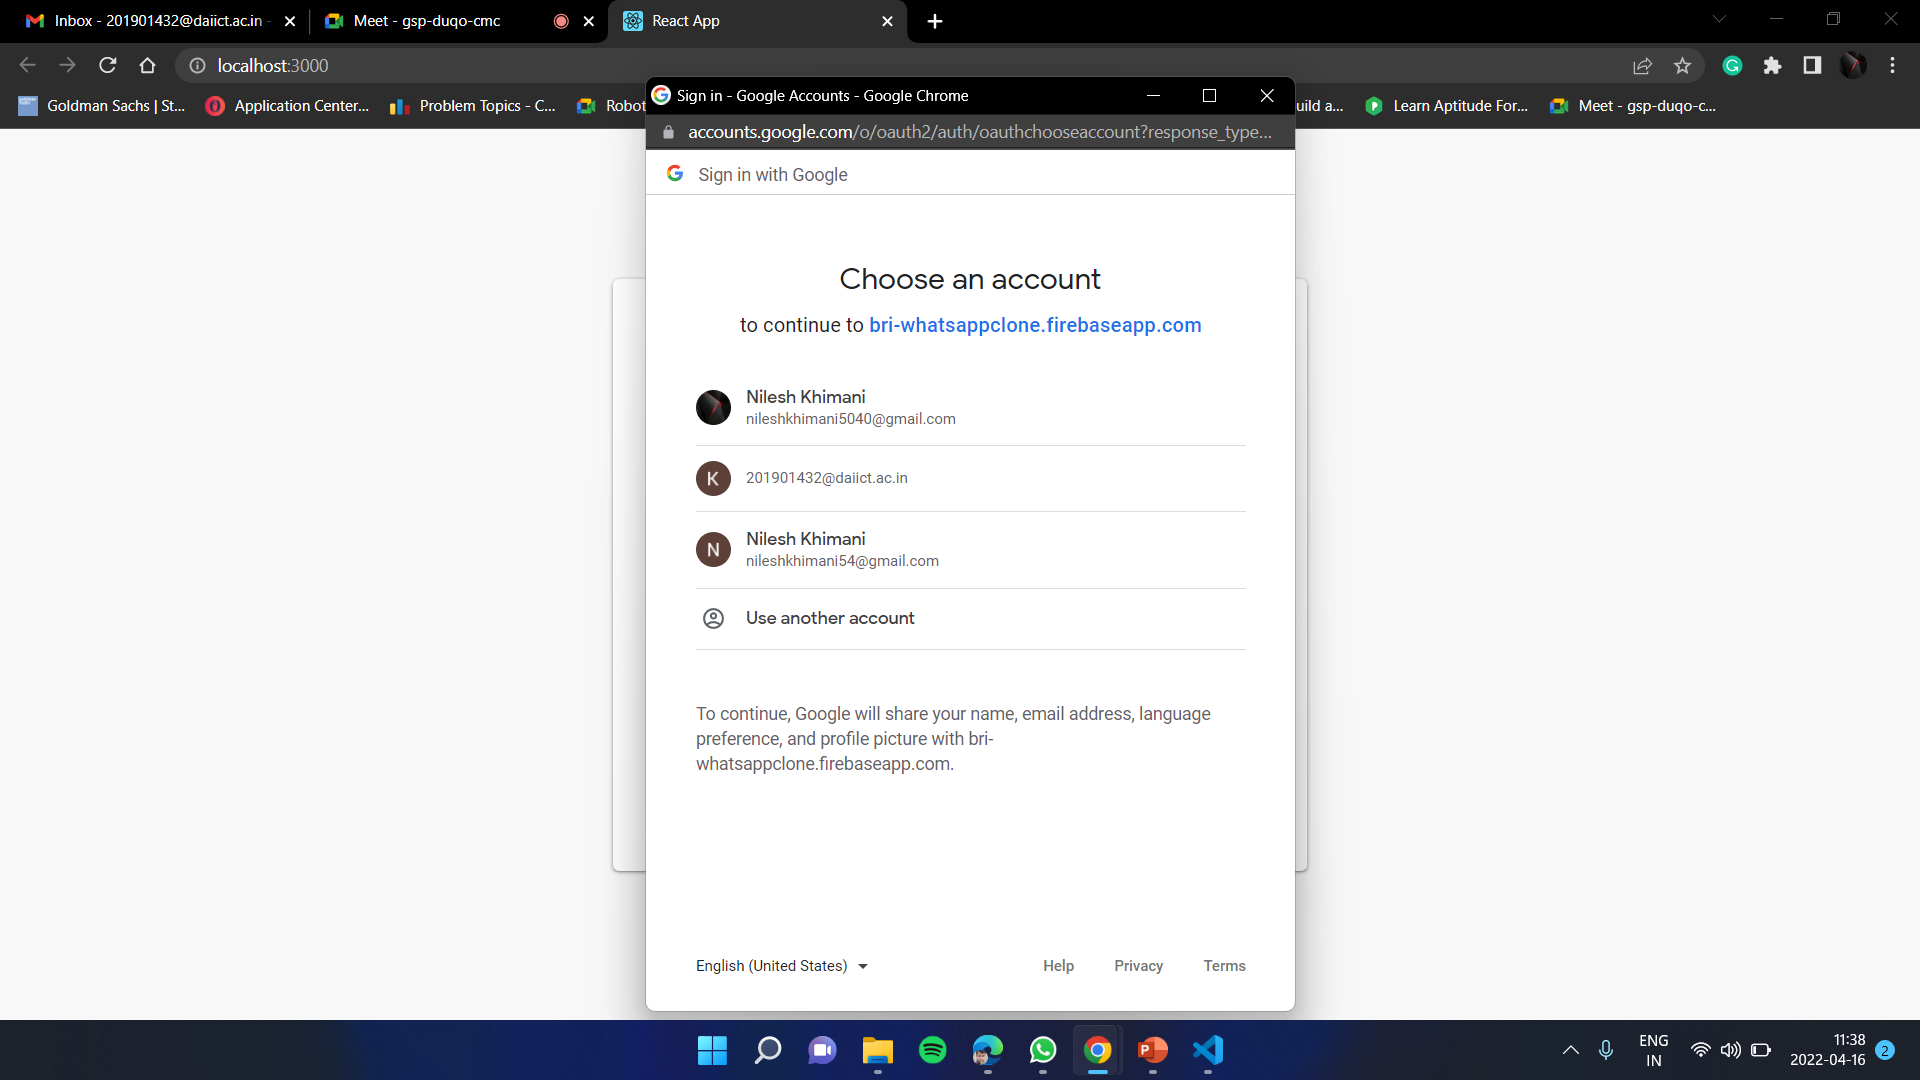 Inbox - 201901432@daiict.ac.in -
Meet - gsp-duqo-cmc
React App
localhost:3000
Goldman Sachs | St...
Application Center...
Problem Topics - C...
Robot
uild a...
Learn Aptitude For...
Meet - gsp-duqo-c...
Sign in - Google Accounts - Google Chrome
accounts.google.com/o/oauth2/auth/oauthchooseaccount?response_type...
Sign in with Google
Choose an account
to continue to bri-whatsappclone.firebaseapp.com
Nilesh Khimani
nileshkhimani5040@gmail.com
K
201901432@daiict.ac.in
N
Nilesh Khimani
nileshkhimani54@gmail.com
Use another account
To continue, Google will share your name, email address, language
preference, and profile picture with bri-
whatsappclone.firebaseapp.com.
English (United States)
Help
Privacy
Terms
ENG
IN
11:38
2022-04-16
2